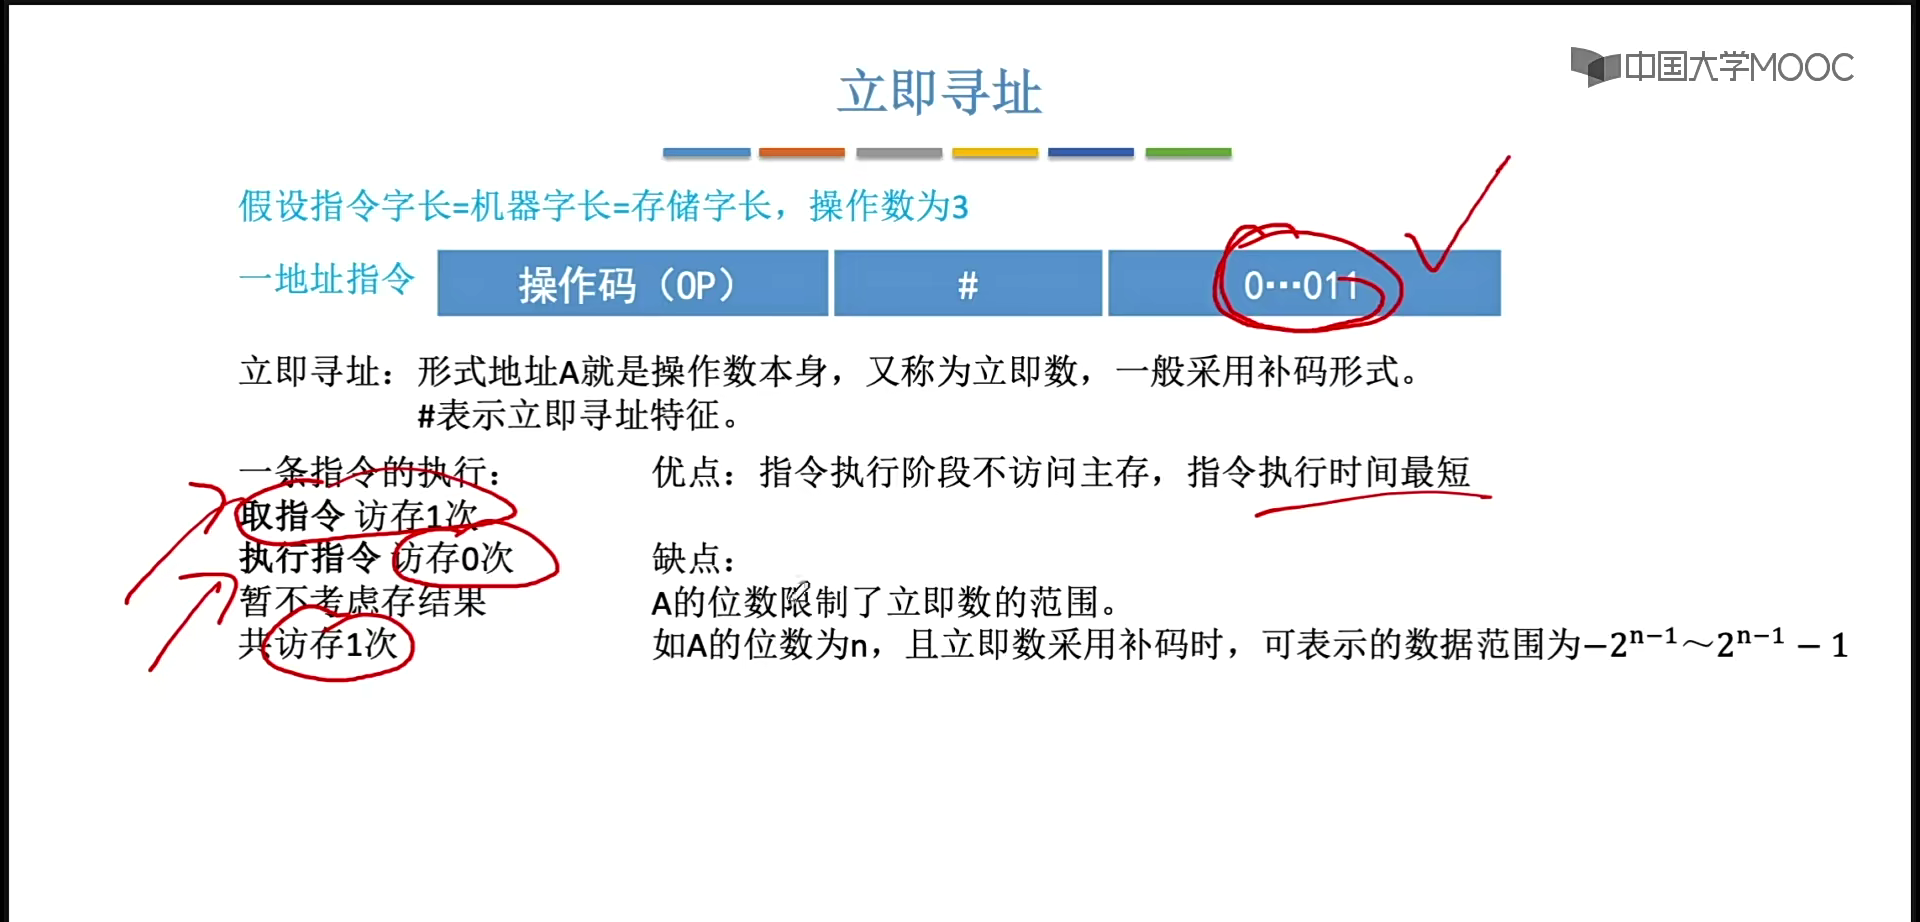 中国大学MOOC
立即寻址
假设指令字长=机器字长=存储字长，操作数为3
一地址指令 操作码（OP） # 0…011
立即寻址：形式地址A就是操作数本身，又称为立即数，一般采用补码形式。
#表示立即寻址特征。
一条指令的执行：
取指令 访存1次
执行指令 访存0次
暂不考虑存结果
共访存1次
优点：指令执行阶段不访问主存，指令执行时间最短
缺点：
A的位数限制了立即数的范围。
如A的位数为n，且立即数采用补码时，可表示的数据范围为−2ⁿ⁻¹～2ⁿ⁻¹ − 1